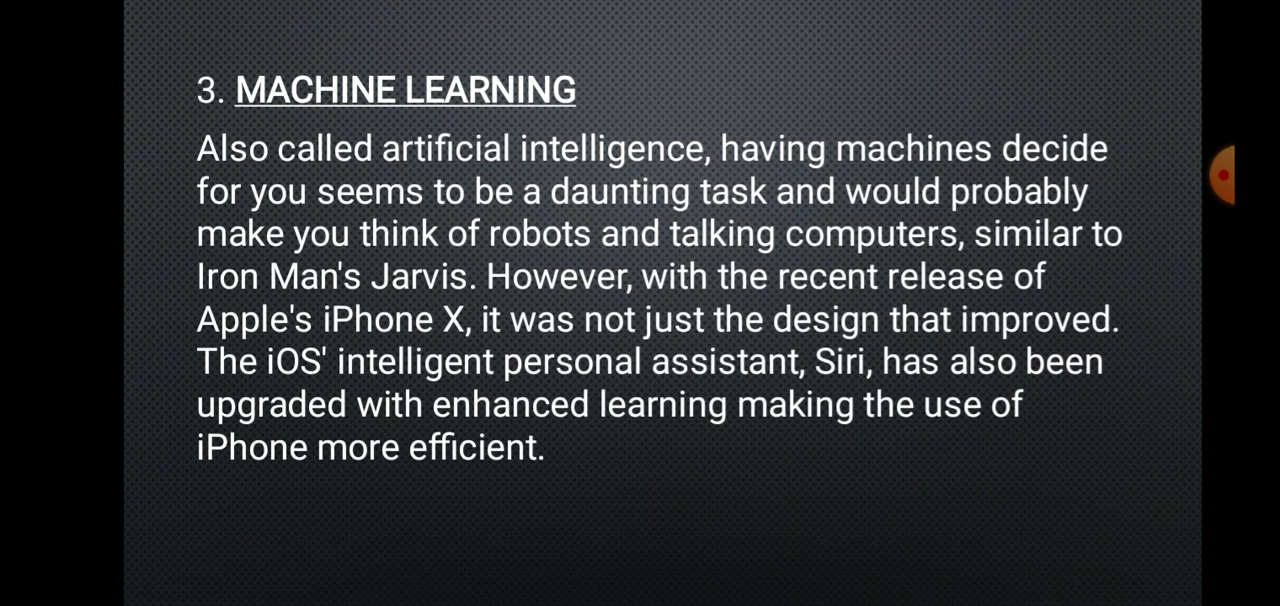 3. MACHINE LEARNING
Also called artificial intelligence, having machines decide
for you seems to be a daunting task and would probably
make you think of robots and talking computers, similar to
Iron Man's Jarvis. However, with the recent release of
Apple's iPhone X, it was not just the design that improved.
The iOS' intelligent personal assistant, Siri, has also been
upgraded with enhanced learning making the use of
iPhone more efficient.